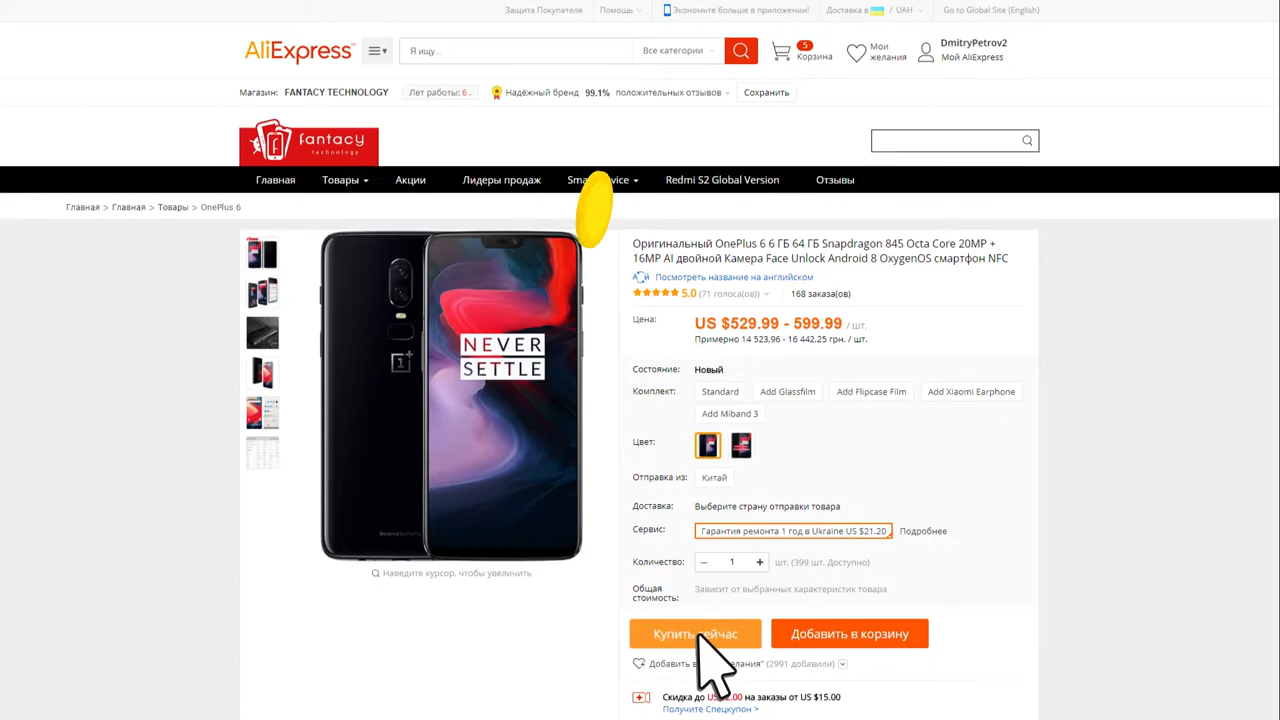 Защита Покупателя
Помощь
Экономьте больше в приложении!
Доставка в / UAH
Go to Global Site (English)
AliExpress
Я ищу...
Все категории
5
Корзина
Мои желания
DmitryPetrov2
Мой AliExpress
Магазин: FANTACY TECHNOLOGY
Лет работы: 6 .
Надёжный бренд 99.1% положительных отзывов
Сохранить
fantacy
technology
Главная
Товары
Акции
Лидеры продаж
Redmi S2 Global Version
Отзывы
Главная > Главная > Товары > OnePlus 6
NEVER
SETTLE
Наведите курсор, чтобы увеличить
Оригинальный OnePlus 6 6 ГБ 64 ГБ Snapdragon 845 Octa Core 20MP +
16MP AI двойной Камера Face Unlock Android 8 OxygenOS смартфон NFC
Посмотреть название на английском
5.0 (71 голоса(ов)) 168 заказа(ов)
Цена: US $529.99 - 599.99 / шт.
Примерно 14 523,96 - 16 442,25 грн. / шт.
Состояние: Новый
Комплект: Standard Add Glassfilm Add Flipcase Film Add Xiaomi Earphone
Add Miband 3
Цвет:
Отправка из: Китай
Доставка: Выберите страну отправки товара
Сервис: Гарантия ремонта 1 год в Ukraine US $21.20 Подробнее
Количество: – 1 + шт. (399 шт. Доступно)
Общая
стоимость: Зависит от выбранных характеристик товара
Купить сейчас
Добавить в корзину
Добавить в желания" (2991 добавили)
Скидка до на заказы от US $15.00
Получите Спецкупон >